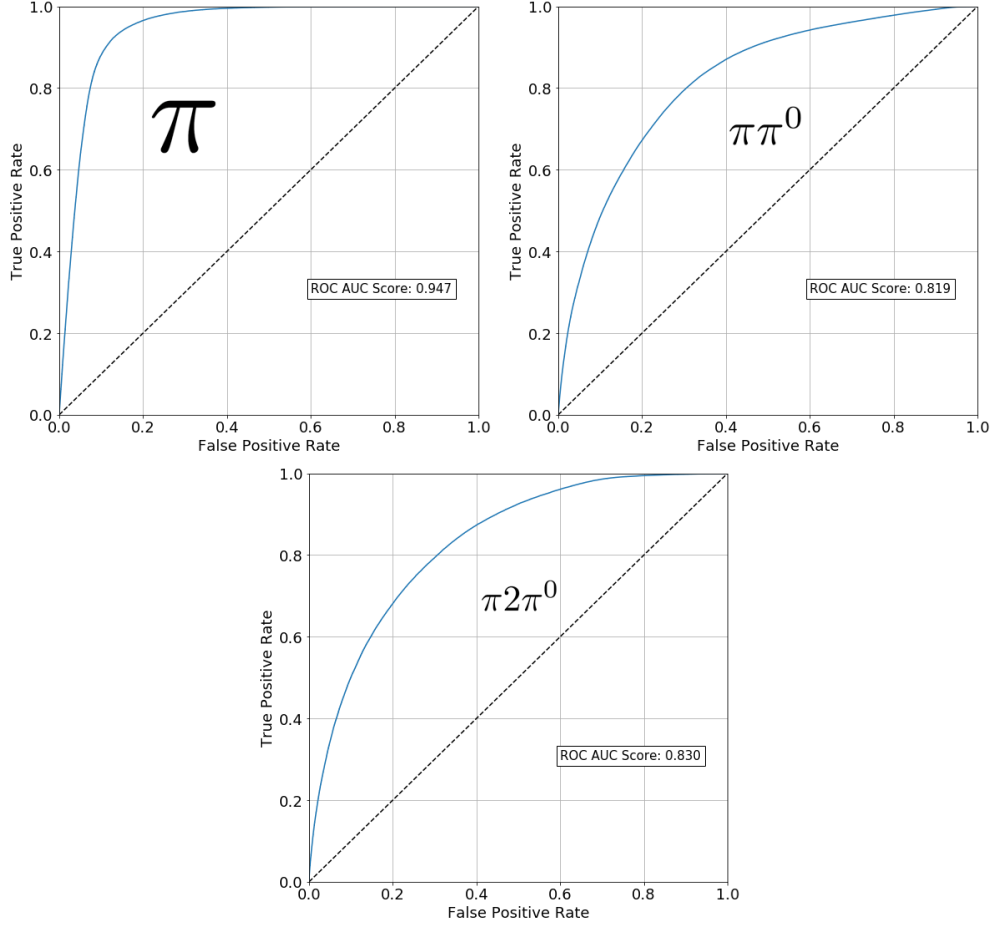 1.0
0.8
0.6
0.4
0.2
0.0
True Positive Rate
π
ROC AUC Score: 0.947
0.0 0.2 0.4 0.6 0.8 1.0
False Positive Rate
1.0
0.8
0.6
0.4
0.2
0.0
True Positive Rate
ππ⁰
ROC AUC Score: 0.819
0.0 0.2 0.4 0.6 0.8 1.0
False Positive Rate
1.0
0.8
0.6
0.4
0.2
0.0
True Positive Rate
π2π⁰
ROC AUC Score: 0.830
0.0 0.2 0.4 0.6 0.8 1.0
False Positive Rate